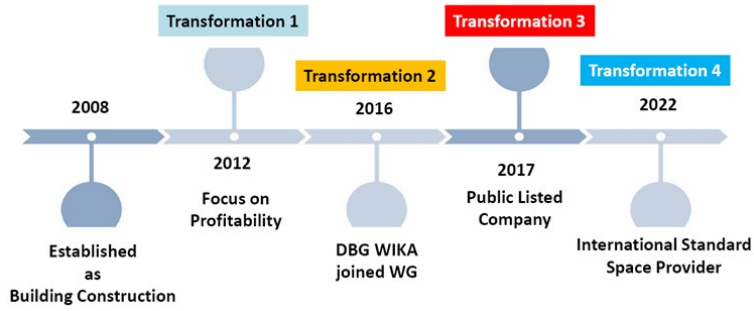 Transformation 1
Transformation 3
Transformation 2
Transformation 4
2008
2016
2022
2012
2017
Focus on
Profitability
Public Listed
Company
Established
as
Building Construction
DBG WIKA
joined WG
International Standard
Space Provider